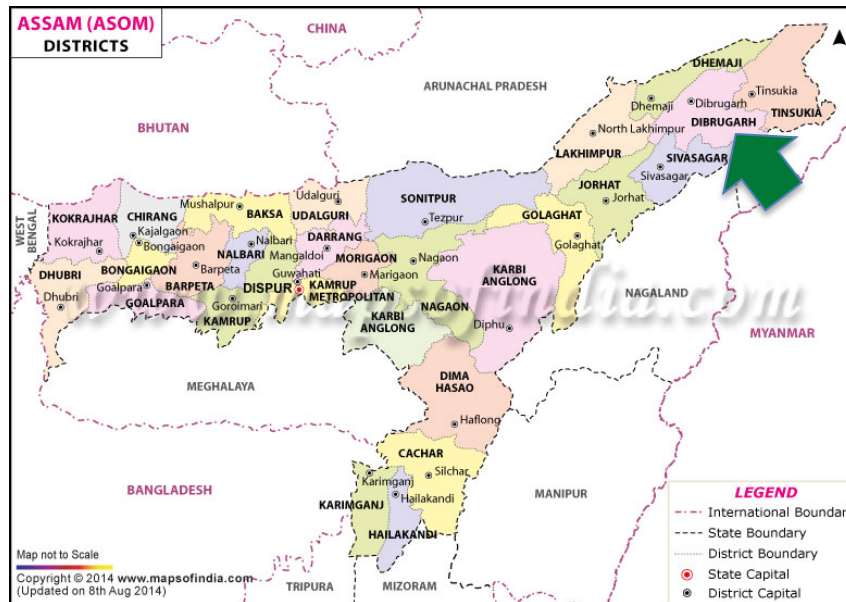 ASSAM (ASOM)
DISTRICTS
CHINA
ARUNACHAL PRADESH
BHUTAN
DHEMAJI
Dhemaji
Tinsukia
TINSUKIA
Dibrugarh
DIBRUGARH
North Lakhimpur
LAKHIMPUR
SIVASAGAR
Sivasagar
JORHAT
Jorhat
SONITPUR
Tezpur
GOLAGHAT
Golaghat
Udalguri
UDALGURI
Mushalpur
BAKSA
KOKRAJHAR
Kokrajhar
CHIRANG
Kajalgaon
Bongaigaon
BONGAIGAON
WEST
BENGAL
Nalbari
NALBARI
DARRANG
Mangaldoi
MORIGAON
Marigaon
Nagaon
NAGAON
Barpeta
BARPETA
DHUBRI
Dhubri
Goalpara
GOALPARA
Guwahati
DISPUR
KAMRUP
METROPOLITAN
Goroimari
KAMRUP
KARBI
ANGLONG
KARBI
ANGLONG
Diphu
www.mapsofindia.com
NAGALAND
MYANMAR
MEGHALAYA
DIMA
HASAO
Haflong
CACHAR
Silchar
Karimganj
KARIMGANJ
Hailakandi
HAILAKANDI
BANGLADESH
MANIPUR
TRIPURA
MIZORAM
LEGEND
International Boundar
State Boundary
District Boundary
State Capital
District Capital
Map not to Scale
Copyright © 2014 www.mapsofindia.com
(Updated on 8th Aug 2014)